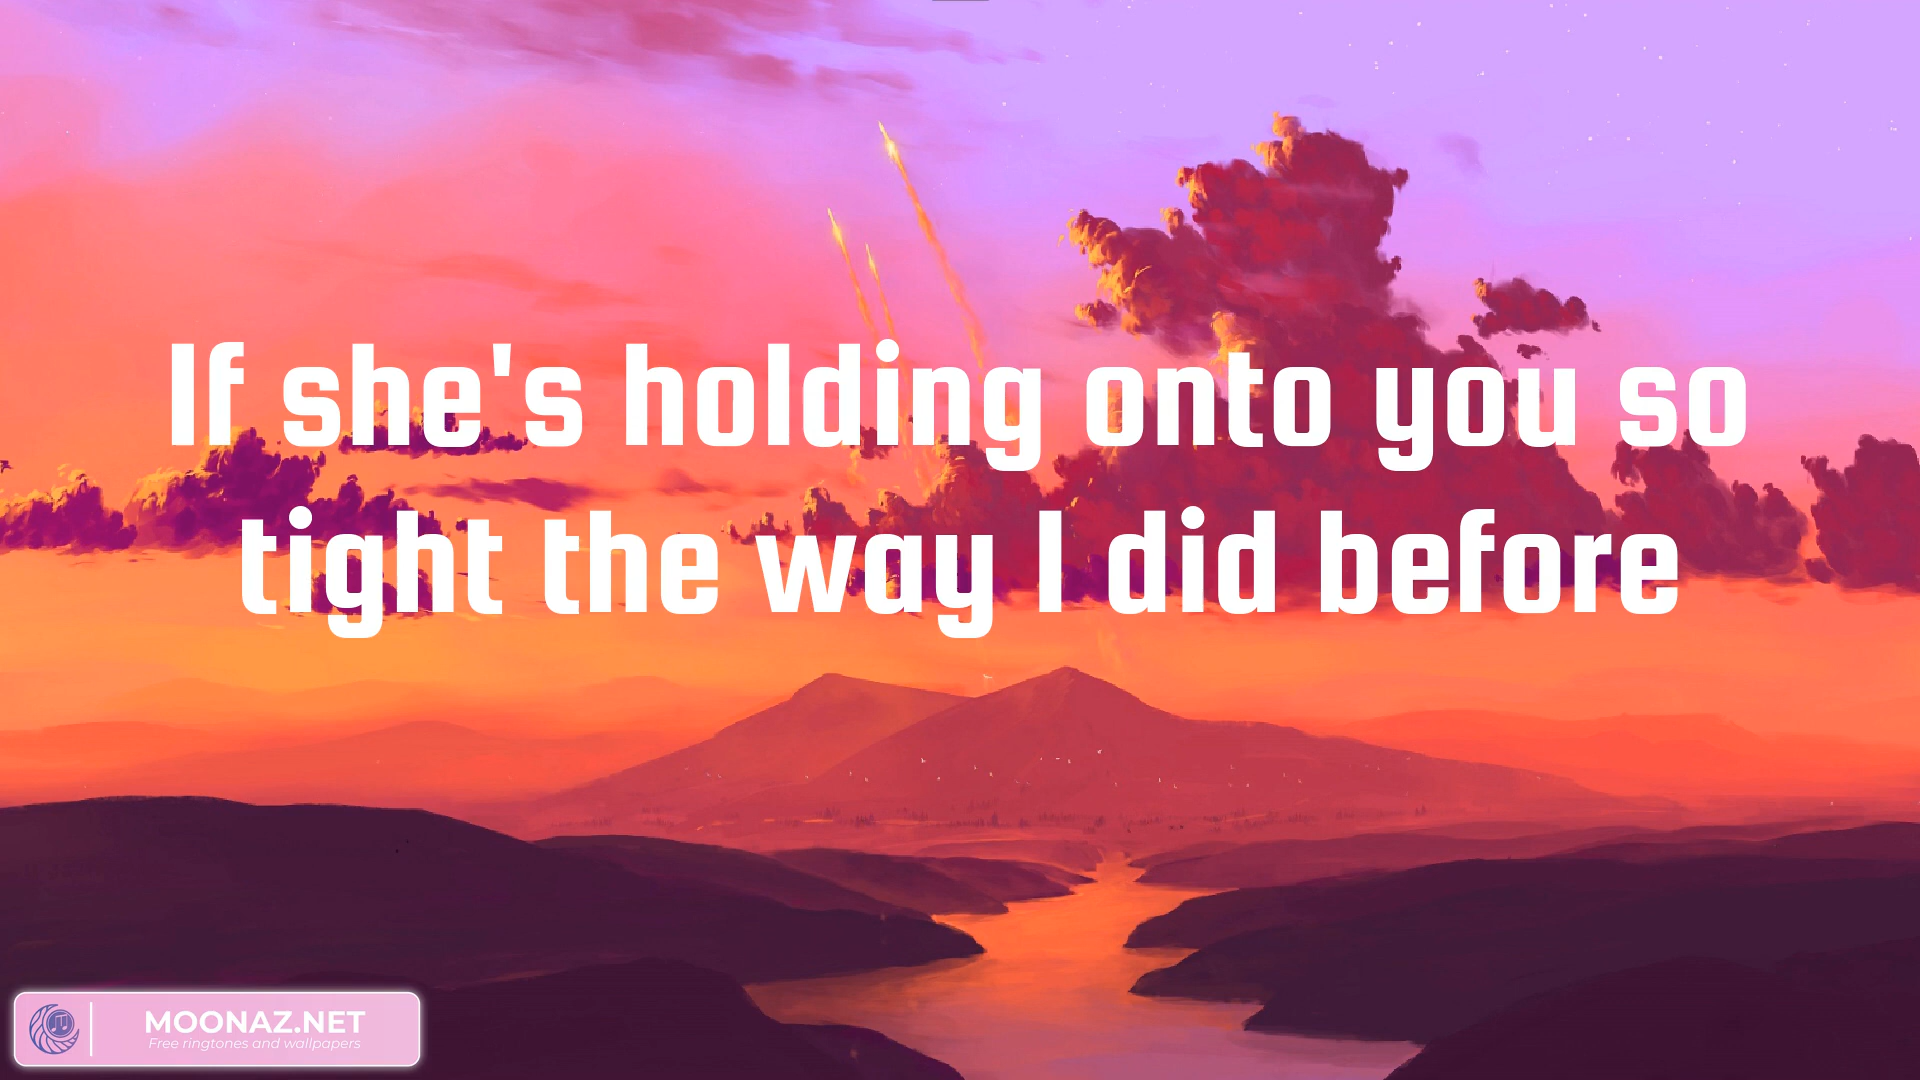 If she's holding onto you so
tight the way I did before
MOONAZ.NET
Free ringtones and wallpapers